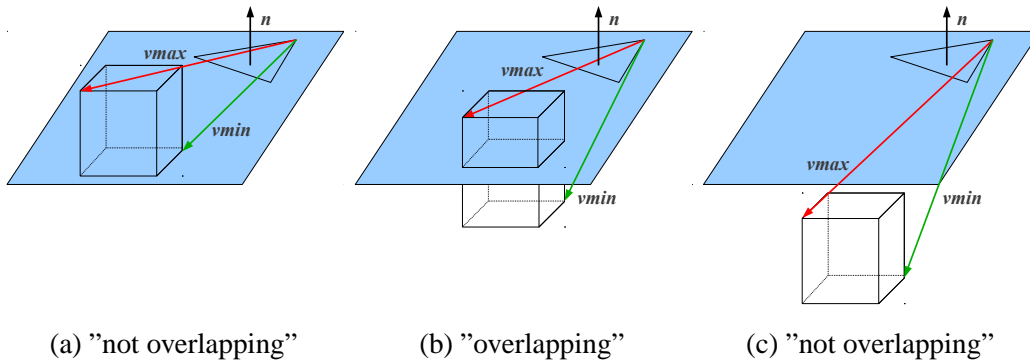 n
vmax
vmin
n
vmax
vmin
n
vmax
vmin
(a) ”not overlapping”
(b) ”overlapping”
(c) ”not overlapping”